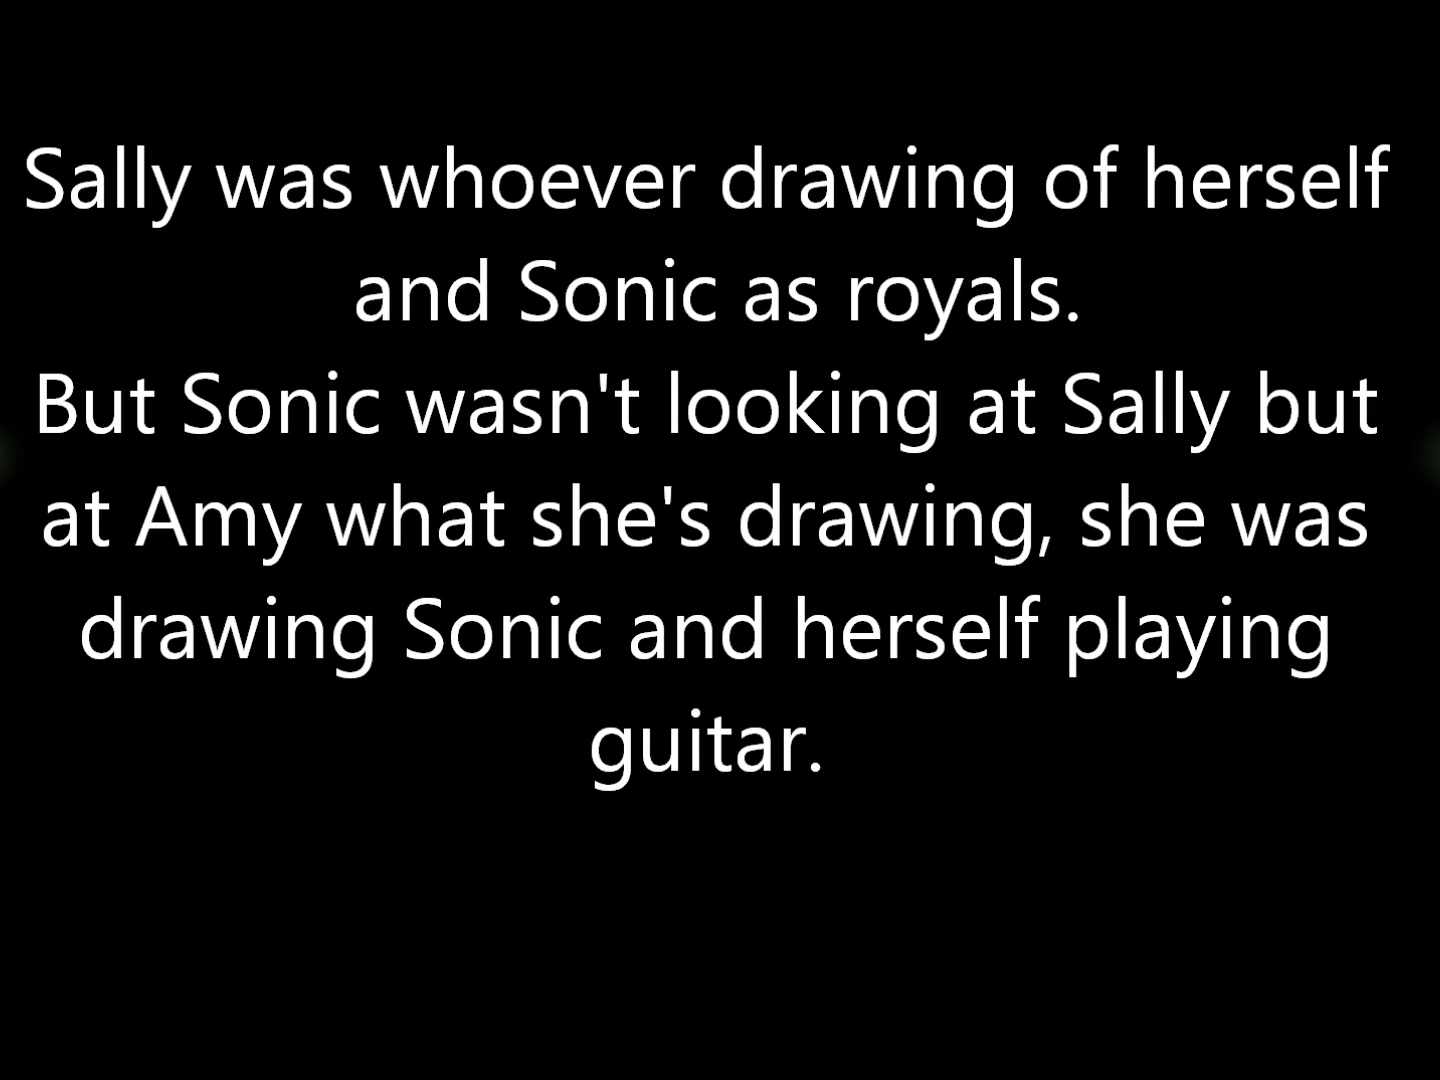 Sally was whoever drawing of herself
and Sonic as royals.
But Sonic wasn't looking at Sally but
at Amy what she's drawing, she was
drawing Sonic and herself playing
guitar.